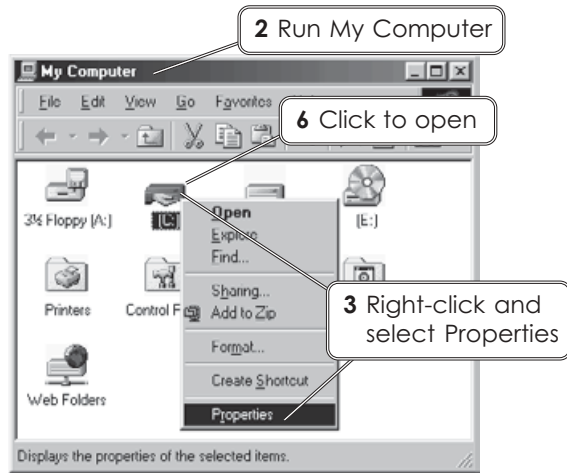 2 Run My Computer
My Computer
File Edit View Go Favorites
6 Click to open
3½ Floppy (A:)
(C:)
(E:)
Open
Explore
Find...
Sharing...
Add to Zip
Format...
Create Shortcut
Properties
Printers
Control
3 Right-click and
select Properties
Web Folders
Displays the properties of the selected items.